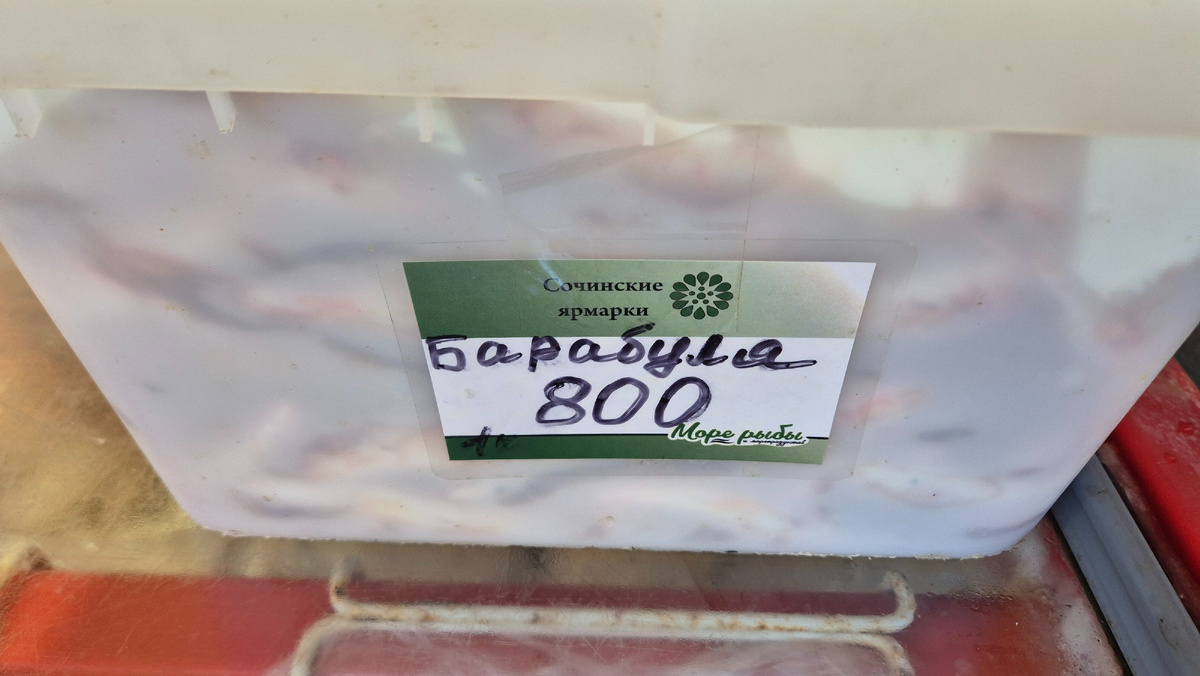 Сочинские
ярмарки
Барабуля
800
Море рыбы